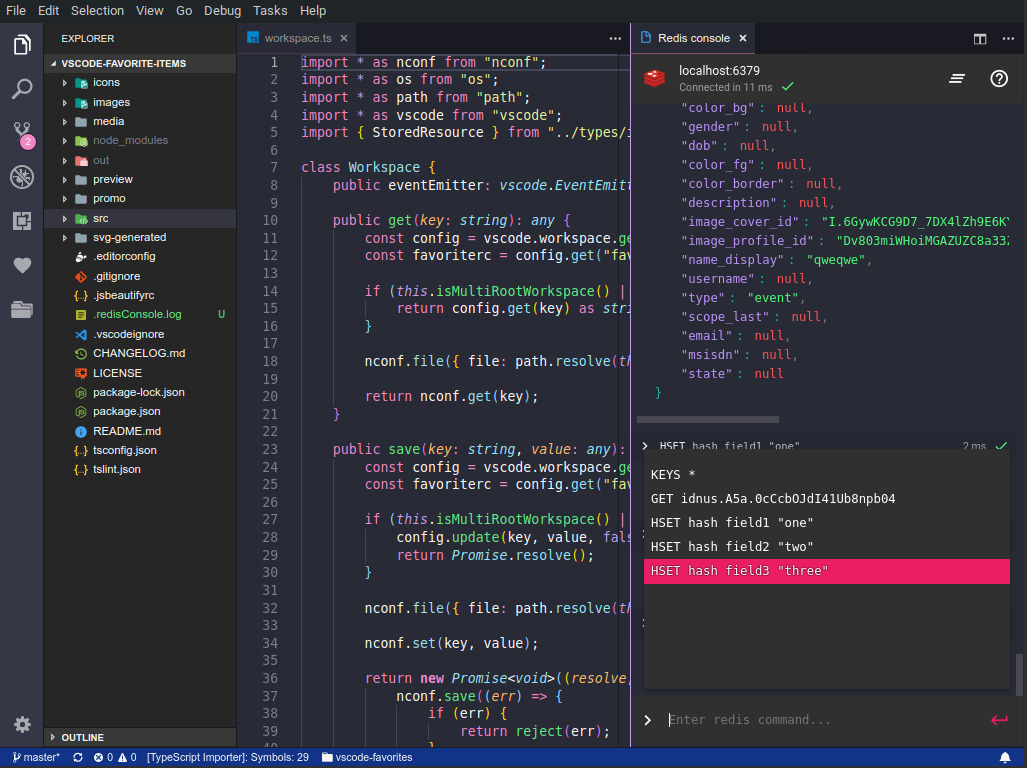 File Edit Selection View Go Debug Tasks Help
EXPLORER
VSCODE-FAVORITE-ITEMS
icons
images
media
node_modules
out
preview
promo
src
svg-generated
.editorconfig
.gitignore
.jsbeautifyrc
.redisConsole.log U
.vscodeignore
CHANGELOG.md
LICENSE
package-lock.json
package.json
README.md
tsconfig.json
tslint.json
OUTLINE
2
TS workspace.ts × ...
1 import * as nconf from "nconf";
2 import * as os from "os";
3 import * as path from "path";
4 import * as vscode from "vscode";
5 import { StoredResource } from "../types/
6
7 class Workspace {
8 public eventEmitter: vscode.EventEmit
9
10 public get(key: string): any {
11 const config = vscode.workspace.ge
12 const favoriterc = config.get("fav
13
14 if (this.isMultiRootWorkspace() |
15 return config.get(key) as stri
16 }
17
18 nconf.file({ file: path.resolve(th
19
20 return nconf.get(key);
21 }
22
23 public save(key: string, value: any):
24 const config = vscode.workspace.ge
25 const favoriterc = config.get("fav
26
27 if (this.isMultiRootWorkspace() |
28 config.update(key, value, fals
29 return Promise.resolve();
30 }
31
32 nconf.file({ file: path.resolve(th
33
34 nconf.set(key, value);
35
36 return new Promise<void>((resolve,
37 nconf.save((err) => {
38 if (err) {
39 return reject(err);
40 }
Redis console × ...
localhost:6379
Connected in 11 ms
"color_bg": null,
"gender": null,
"dob": null,
"color_fg": null,
"color_border": null,
"description": null,
"image_cover_id": "I.6GywKCG9D7_7DX4lZh9E6K
"image_profile_id": "Dv803miWHoiMGAZUZC8a33
"name_display": "qweqwe",
"username": null,
"type": "event",
"scope_last": null,
"email": null,
"msisdn": null,
"state": null
}
HSET hash field1 "one" 2 ms
KEYS *
GET idnus.A5a.0cCcbOJdI41Ub8npb04
HSET hash field1 "one"
HSET hash field2 "two"
HSET hash field3 "three"
Enter redis command...
master* 0 0 [TypeScript Importer]: Symbols: 29 vscode-favorites